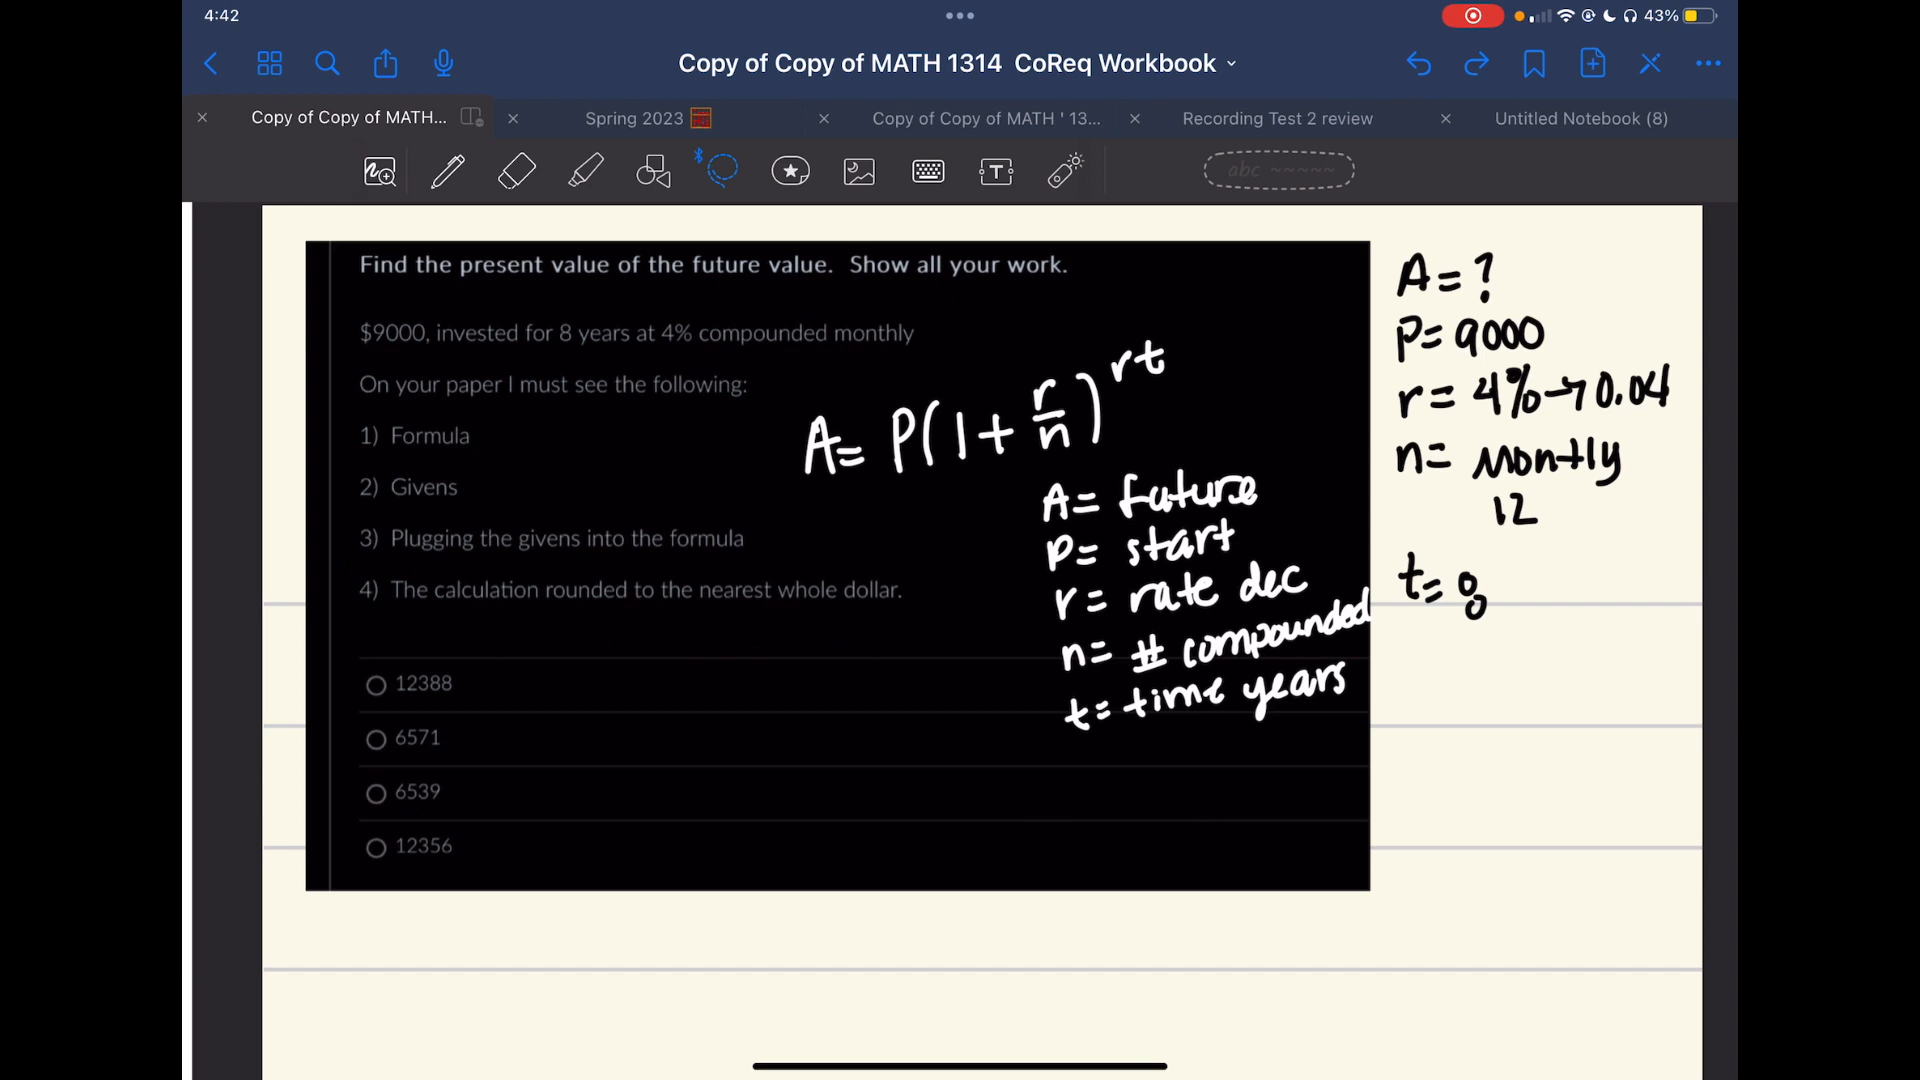 4:42
43%
Copy of Copy of MATH 1314 CoReq Workbook
Copy of Copy of MATH...
Spring 2023
Copy of Copy of MATH ' 13...
Recording Test 2 review
Untitled Notebook (8)
T
abc
Find the present value of the future value. Show all your work.
$9000, invested for 8 years at 4% compounded monthly
On your paper I must see the following:
1) Formula
2) Givens
3) Plugging the givens into the formula
4) The calculation rounded to the nearest whole dollar.
12388
6571
6539
12356
A= P(1+ r/n)^rt
A= future
P= start
r= rate dec
n= # compounded
t= time years
A= ?
P= 9000
r= 4%→0.04
n= Montly
12
t= 8